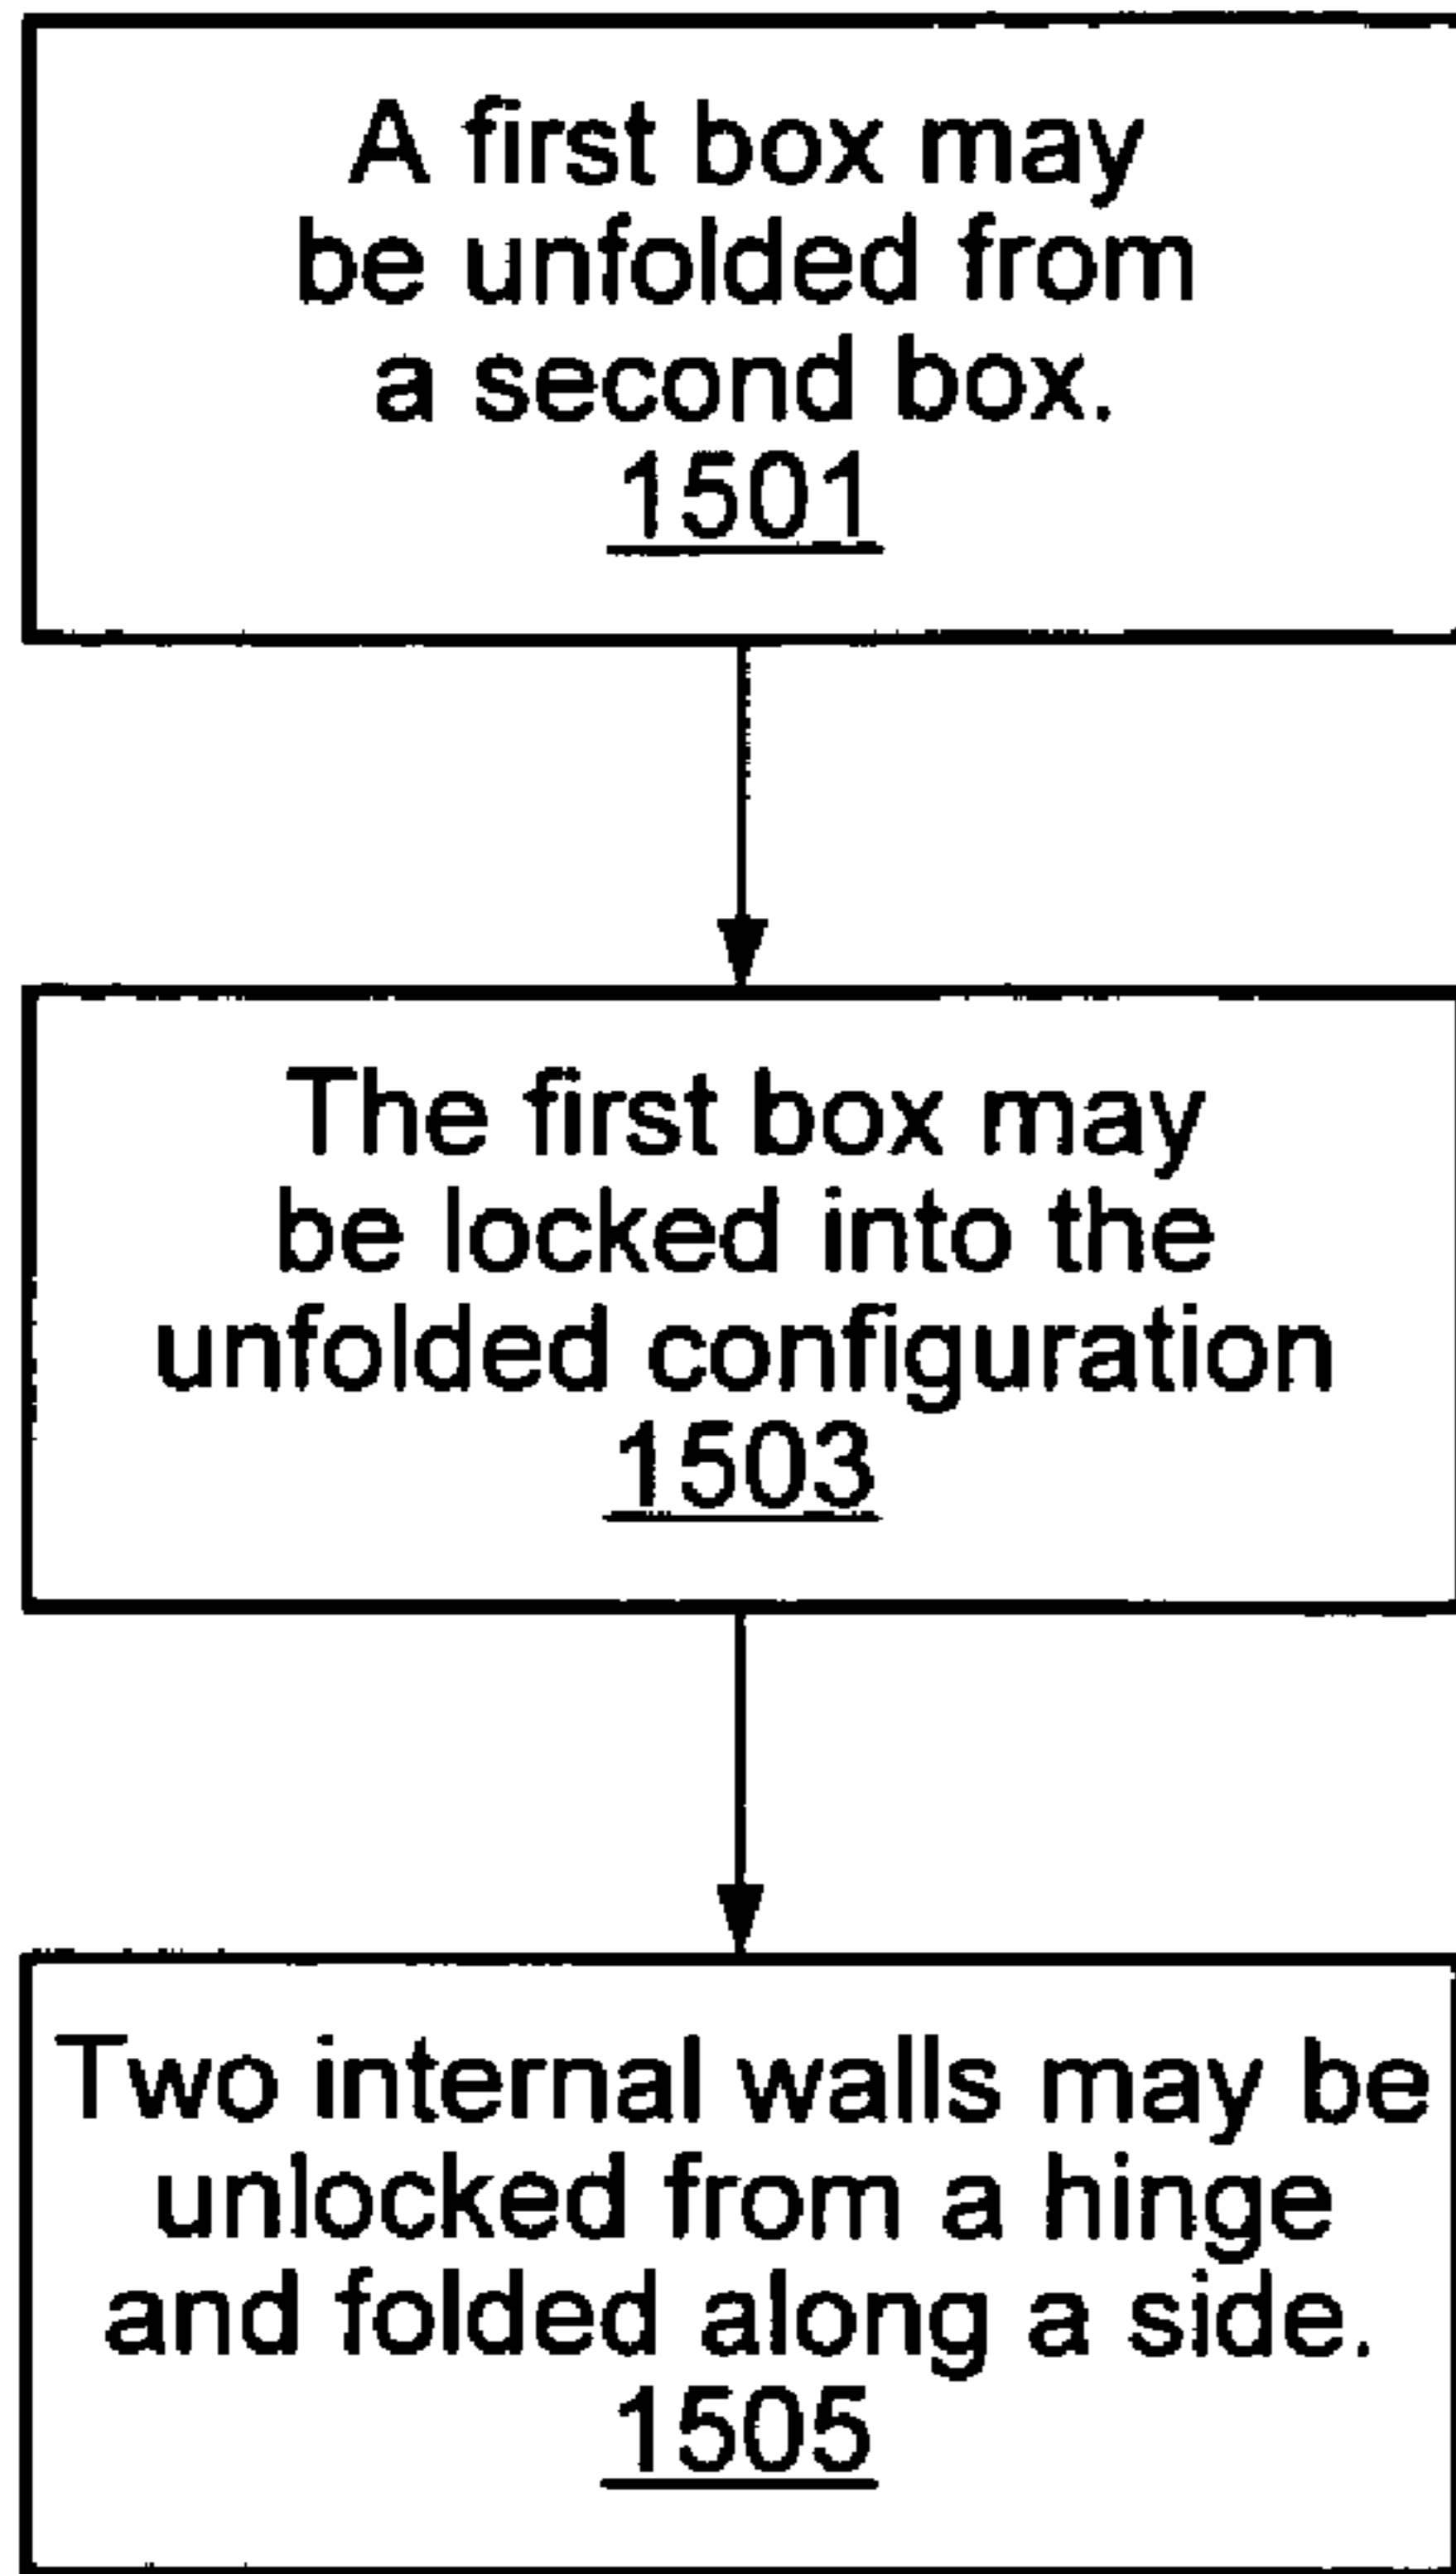 A first box may
be unfolded from
a second box.
1501
The first box may
be locked into the
unfolded configuration
1503
Two internal walls may be
unlocked from a hinge
and folded along a side.
1505